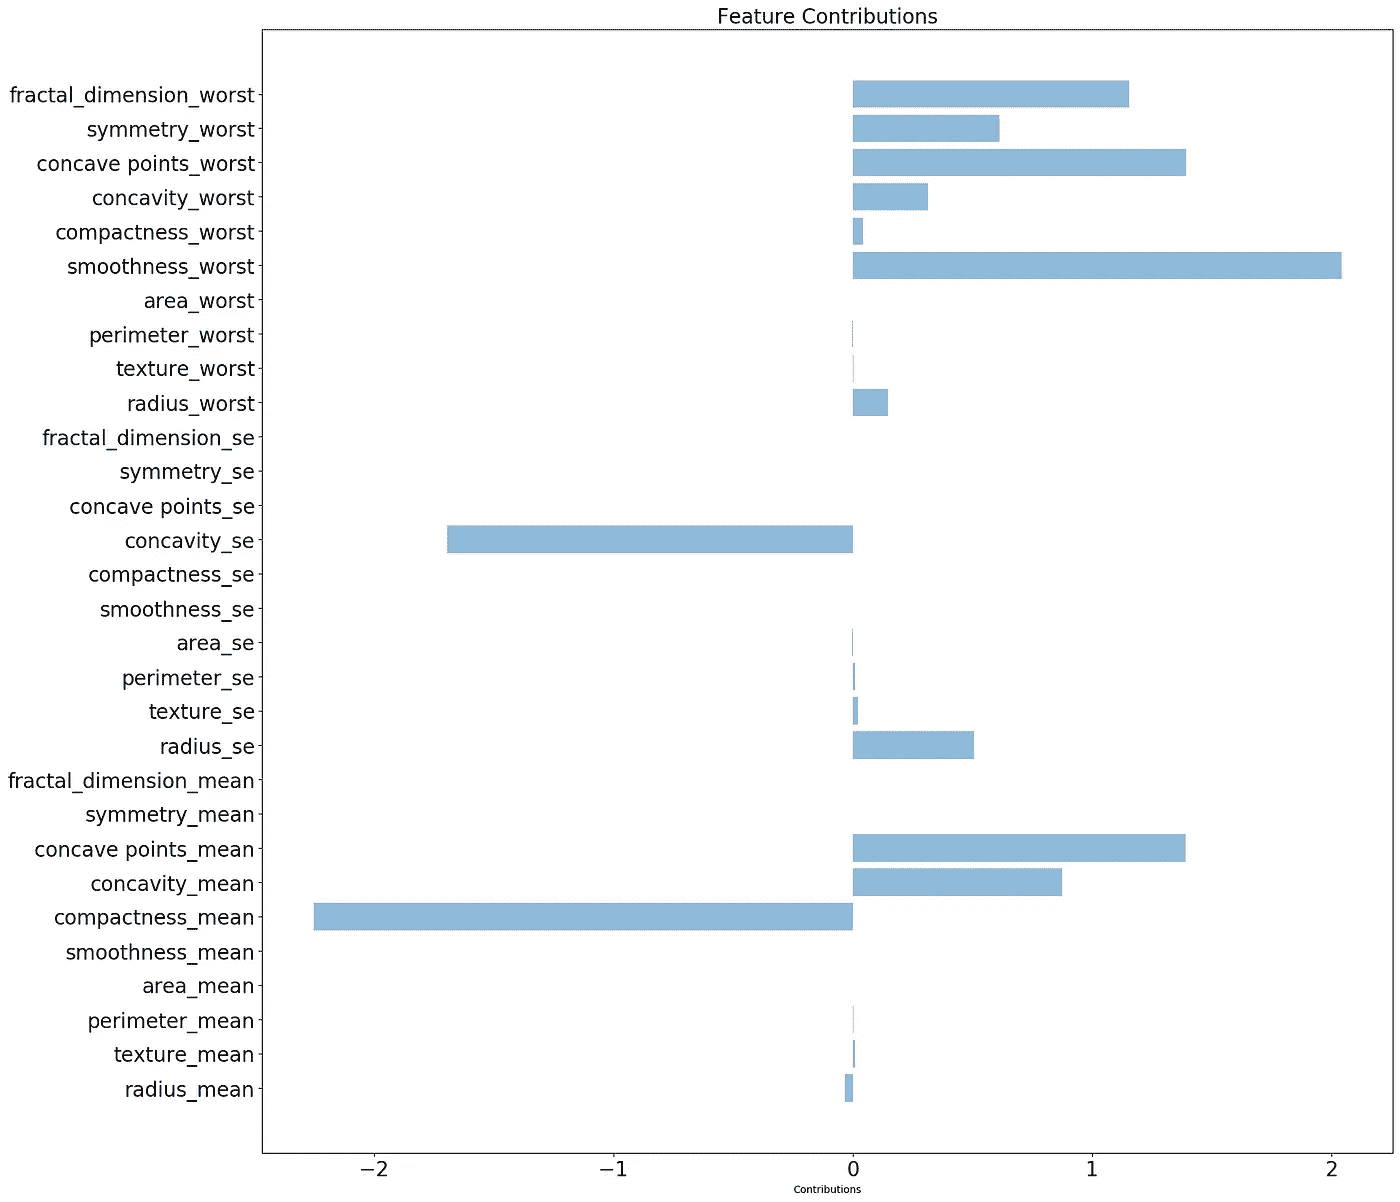 Feature Contributions
fractal_dimension_worst
symmetry_worst
concave points_worst
concavity_worst
compactness_worst
smoothness_worst
area_worst
perimeter_worst
texture_worst
radius_worst
fractal_dimension_se
symmetry_se
concave points_se
concavity_se
compactness_se
smoothness_se
area_se
perimeter_se
texture_se
radius_se
fractal_dimension_mean
symmetry_mean
concave points_mean
concavity_mean
compactness_mean
smoothness_mean
area_mean
perimeter_mean
texture_mean
radius_mean
−2 −1 0 1 2
Contributions